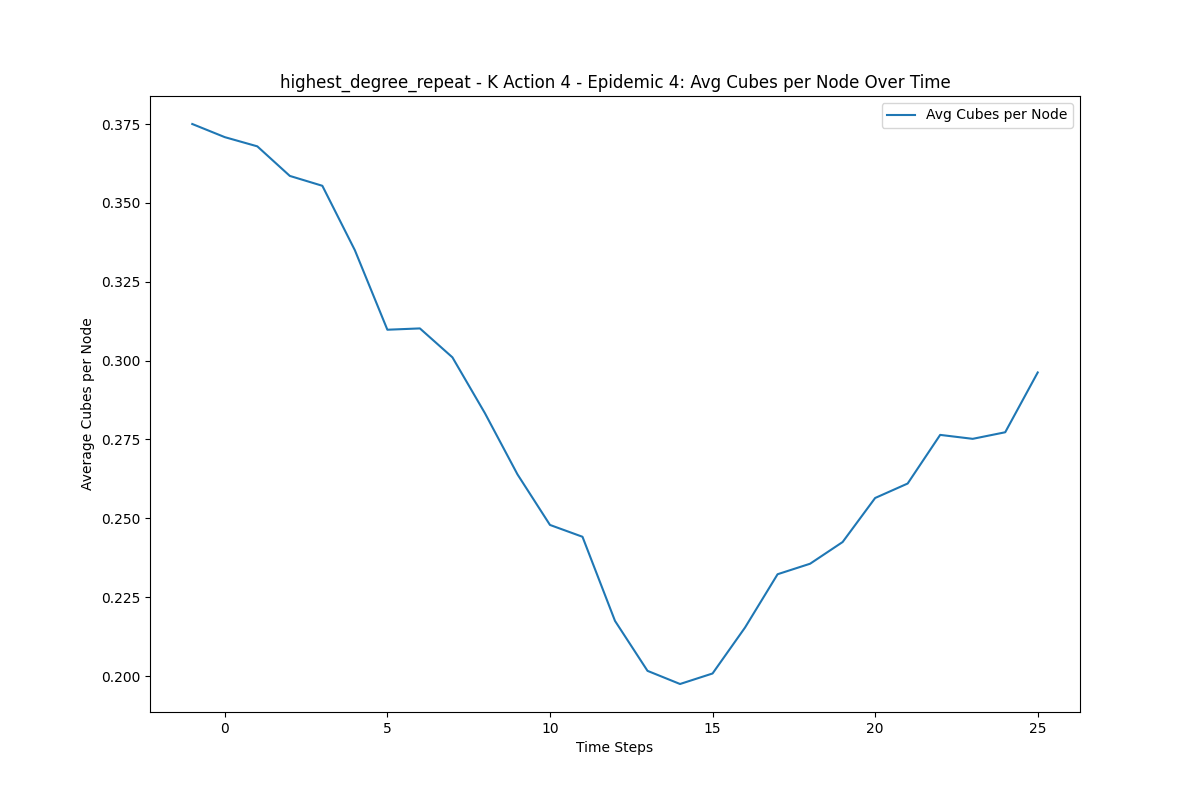 highest_degree_repeat - K Action 4 - Epidemic 4: Avg Cubes per Node Over Time
Avg Cubes per Node
0.375
0.350
0.325
0.300
0.275
0.250
0.225
0.200
Average Cubes per Node
0 5 10 15 20 25
Time Steps